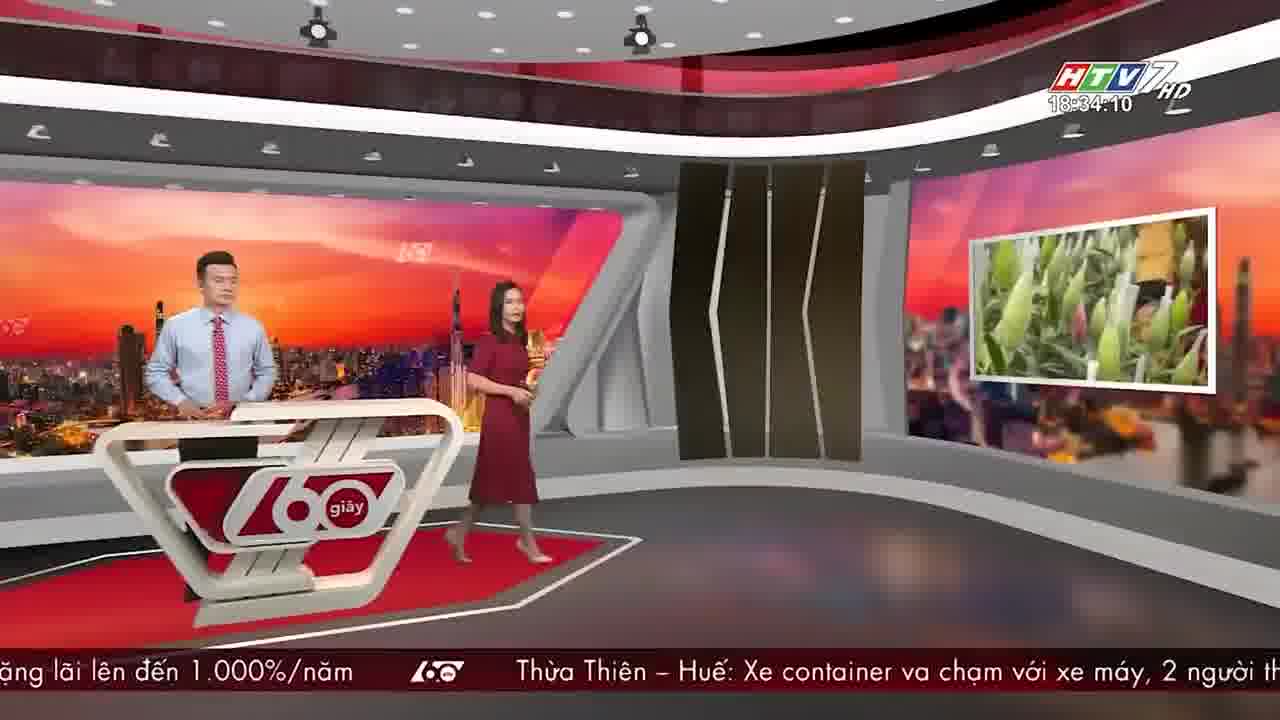 HTV7 HD
18:34:10
60 giây
ặng lãi lên đến 1.000%/năm 60 Thừa Thiên – Huế: Xe container va chạm với xe máy, 2 người th